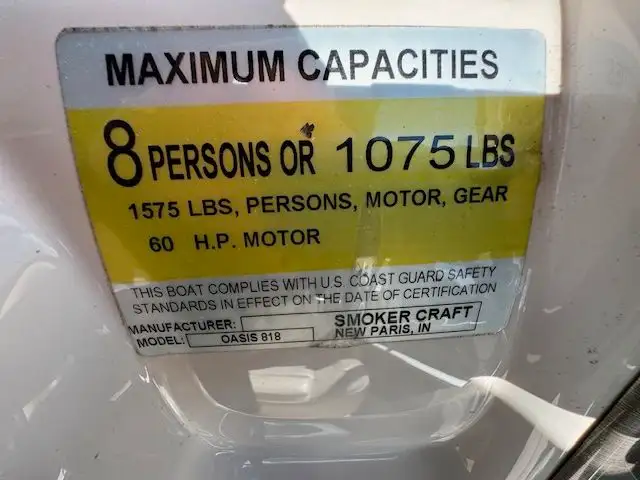 MAXIMUM CAPACITIES
8 PERSONS OR 1075 LBS
1575 LBS, PERSONS, MOTOR, GEAR
60 H.P. MOTOR
THIS BOAT COMPLIES WITH U.S. COAST GUARD SAFETY
STANDARDS IN EFFECT ON THE DATE OF CERTIFICATION
MANUFACTURER: SMOKER CRAFT
NEW PARIS, IN
MODEL: OASIS 818